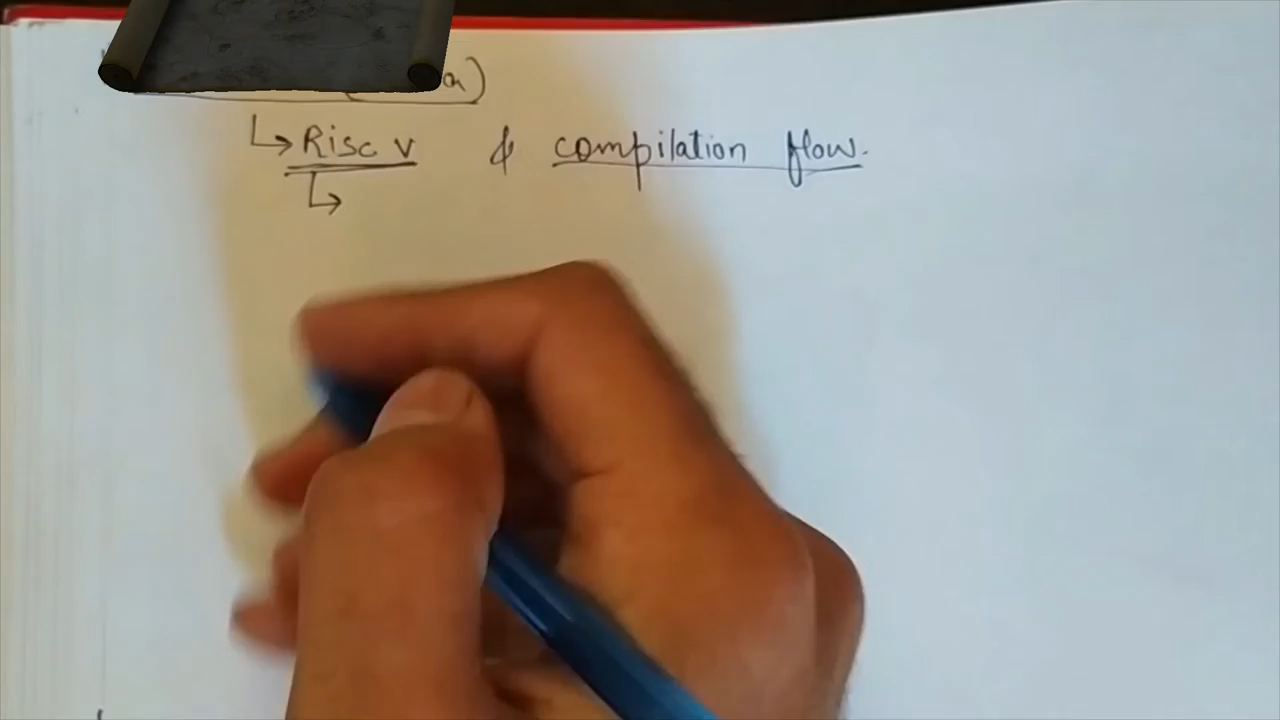 ↳ Risc v & compilation flow.
↳